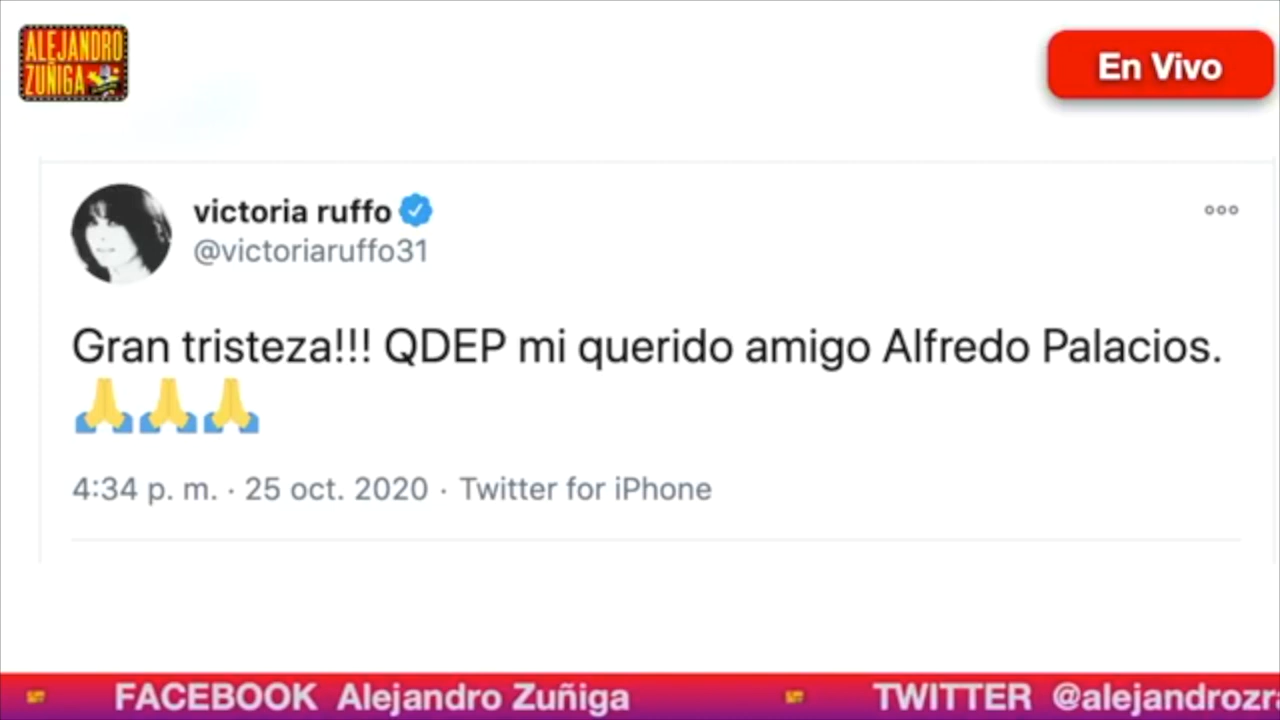 ALEJANDRO
ZUÑIGA
En Vivo
victoria ruffo
@victoriaruffo31
Gran tristeza!!! QDEP mi querido amigo Alfredo Palacios.
🙏🙏🙏
4:34 p. m. · 25 oct. 2020 · Twitter for iPhone
FACEBOOK Alejandro Zuñiga TWITTER @alejandrozr